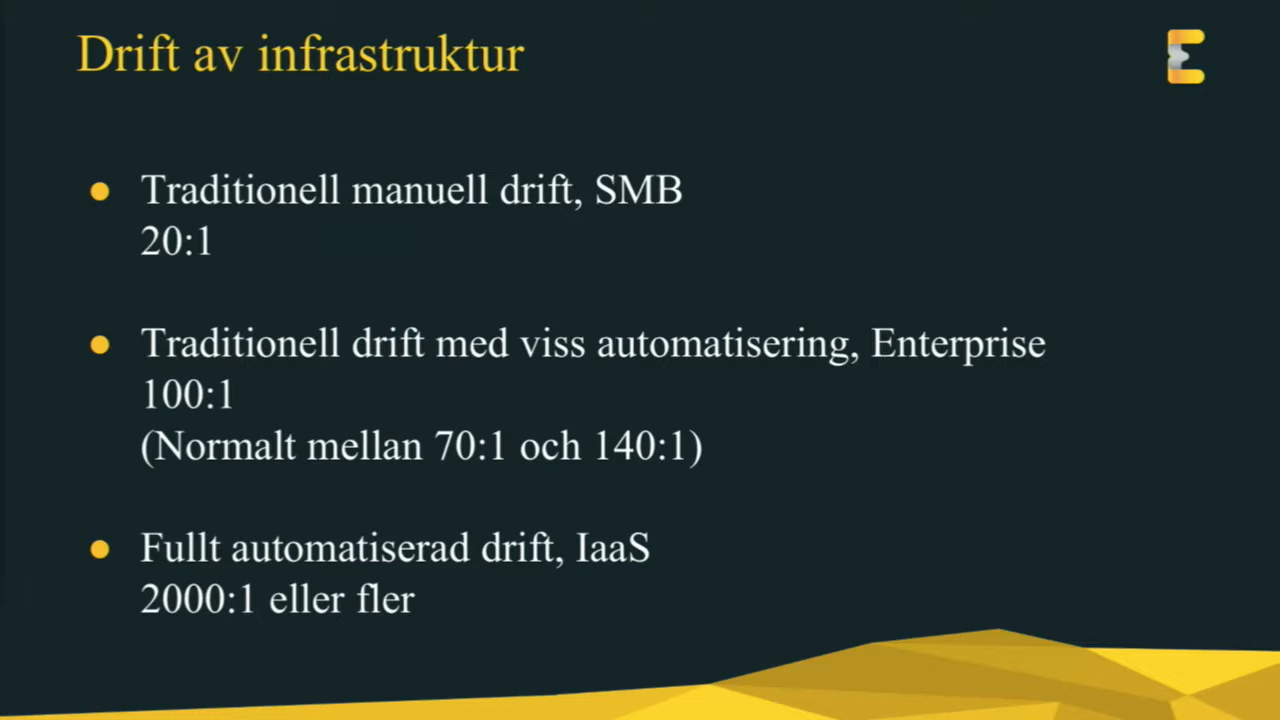 Drift av infrastruktur
Traditionell manuell drift, SMB
20:1
Traditionell drift med viss automatisering, Enterprise
100:1
(Normalt mellan 70:1 och 140:1)
Fullt automatiserad drift, IaaS
2000:1 eller fler